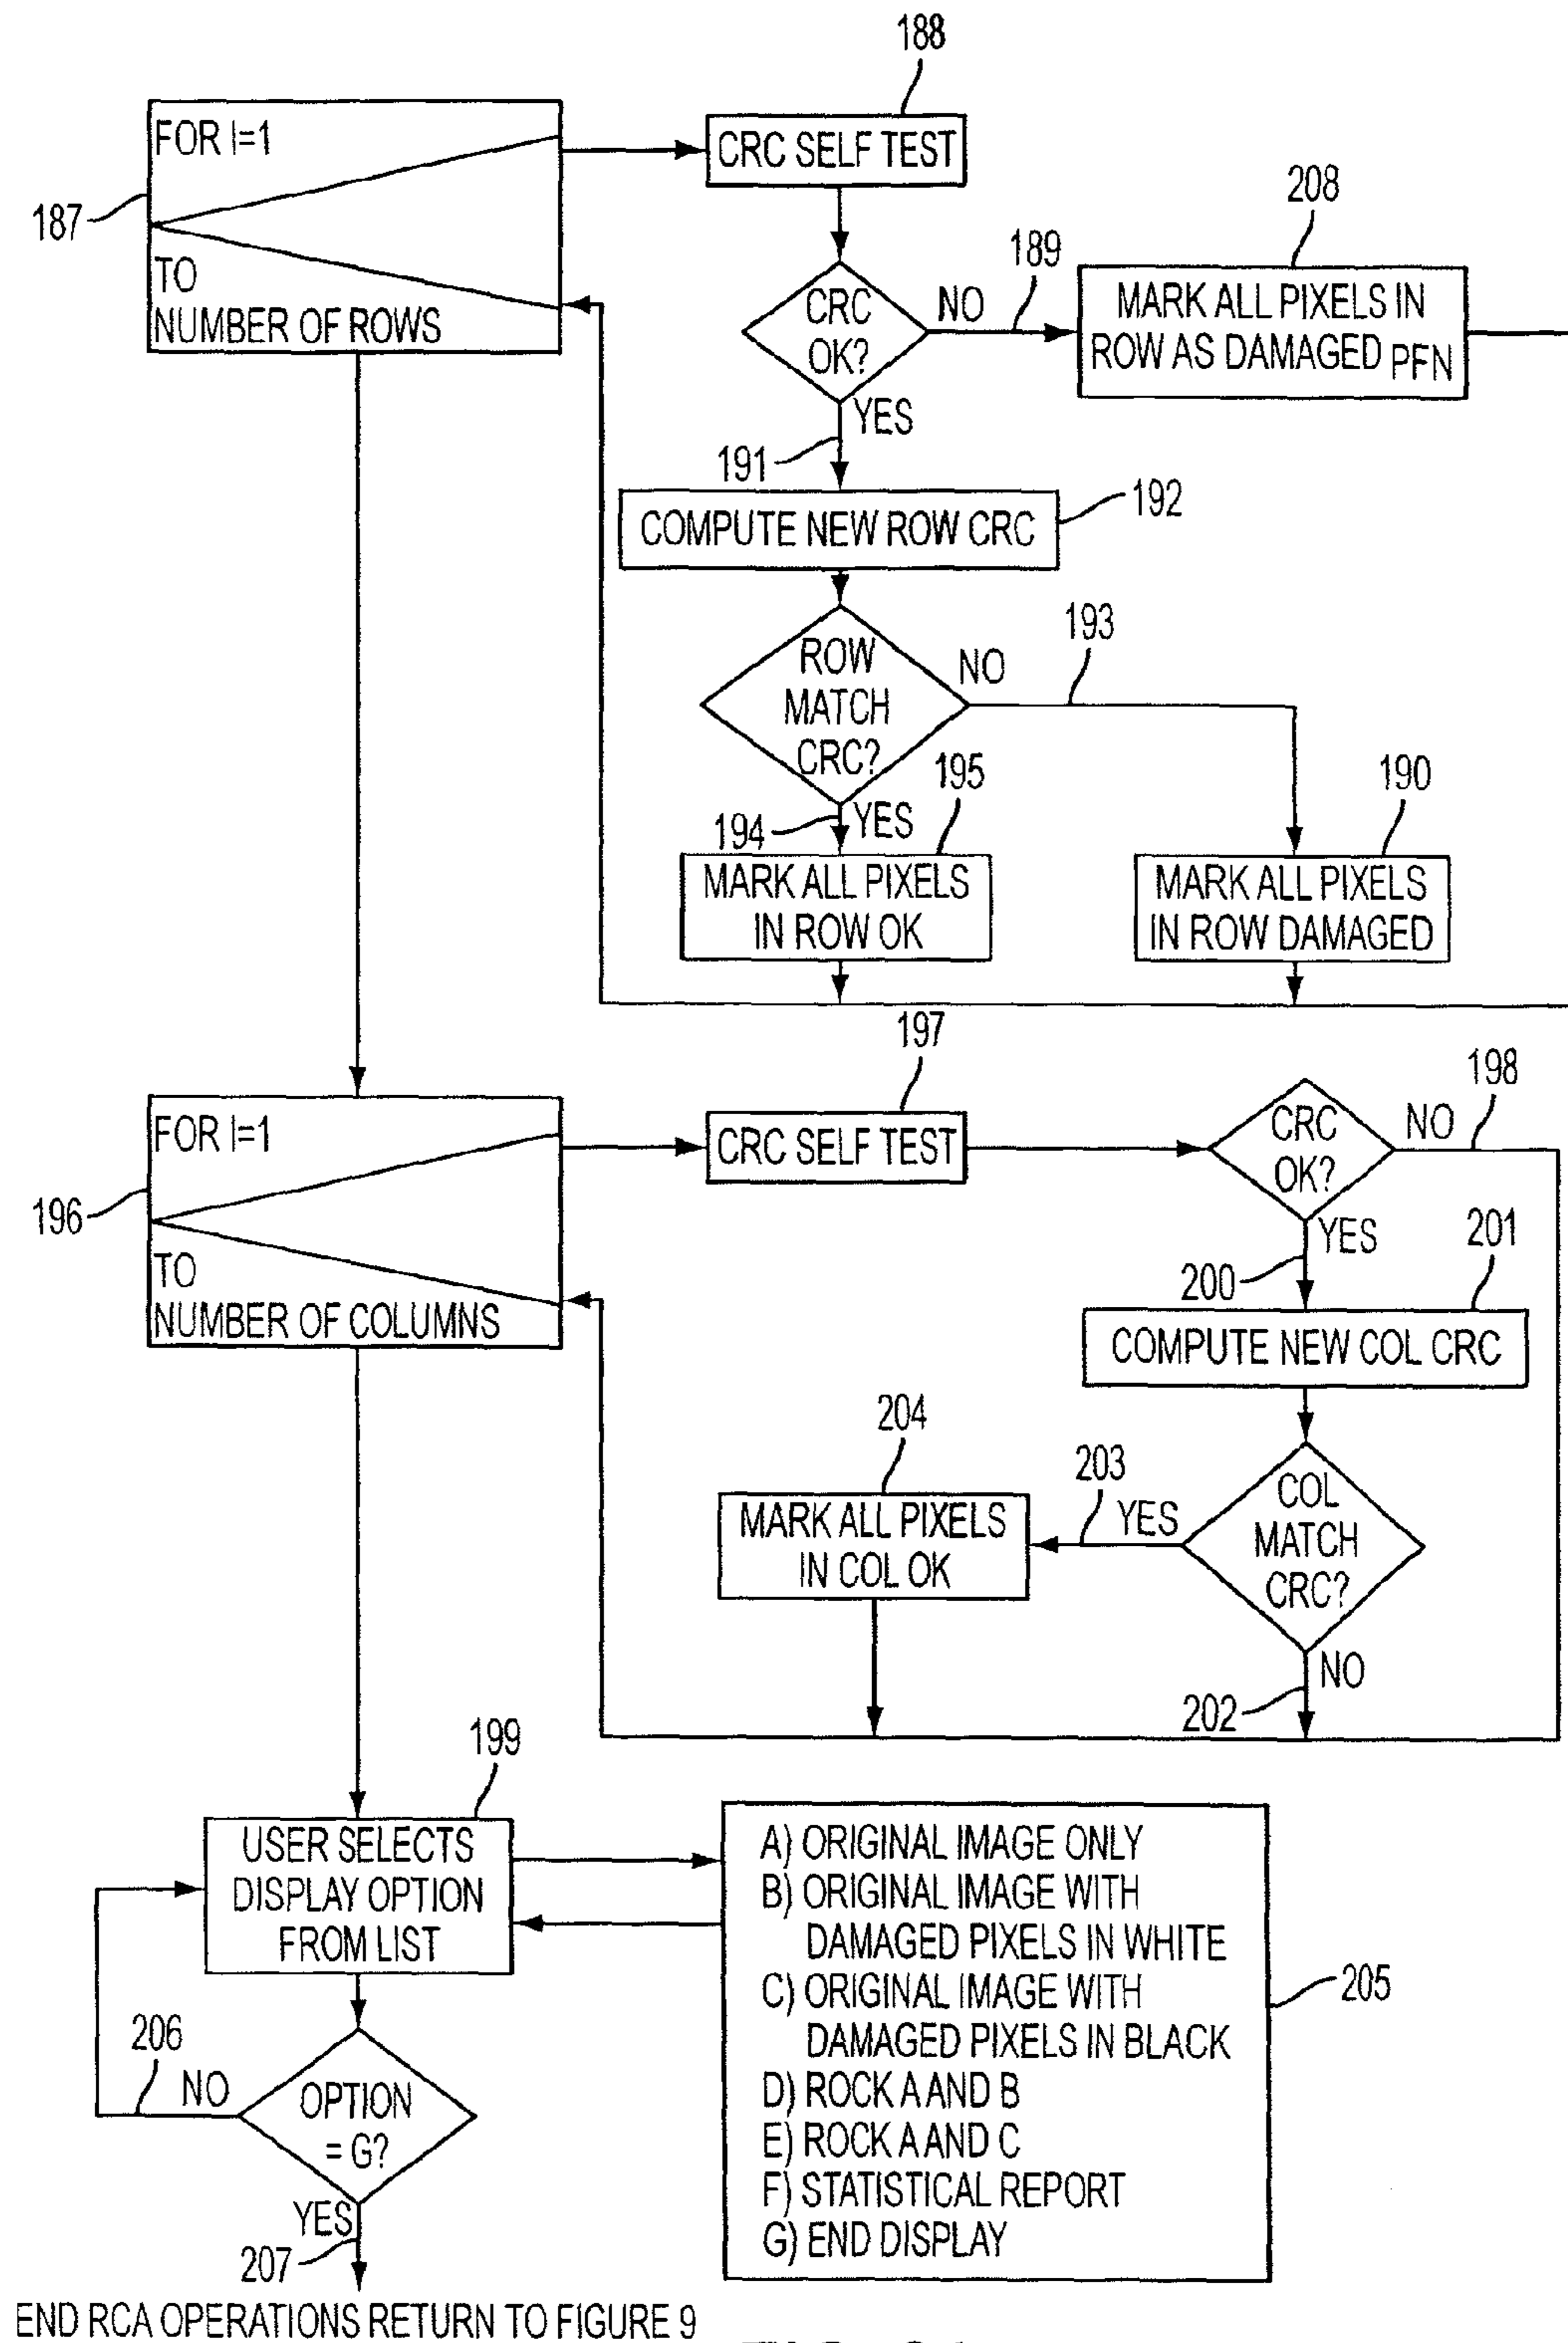 188
FOR I=1
TO
NUMBER OF ROWS
187
CRC SELF TEST
208
189
CRC
OK?
NO
MARK ALL PIXELS IN
ROW AS DAMAGED PFN
YES
191
192
COMPUTE NEW ROW CRC
193
ROW
MATCH
CRC?
NO
195
190
194
YES
MARK ALL PIXELS
IN ROW OK
MARK ALL PIXELS
IN ROW DAMAGED
197
198
FOR I=1
TO
NUMBER OF COLUMNS
196
CRC SELF TEST
CRC
OK?
NO
YES
201
200
COMPUTE NEW COL CRC
204
203
MARK ALL PIXELS
IN COL OK
YES
COL
MATCH
CRC?
NO
202
199
USER SELECTS
DISPLAY OPTION
FROM LIST
A) ORIGINAL IMAGE ONLY
B) ORIGINAL IMAGE WITH
DAMAGED PIXELS IN WHITE
C) ORIGINAL IMAGE WITH
DAMAGED PIXELS IN BLACK
D) ROCK A AND B
E) ROCK A AND C
F) STATISTICAL REPORT
G) END DISPLAY
205
206
NO
OPTION
= G?
YES
207
END RCA OPERATIONS RETURN TO FIGURE 9